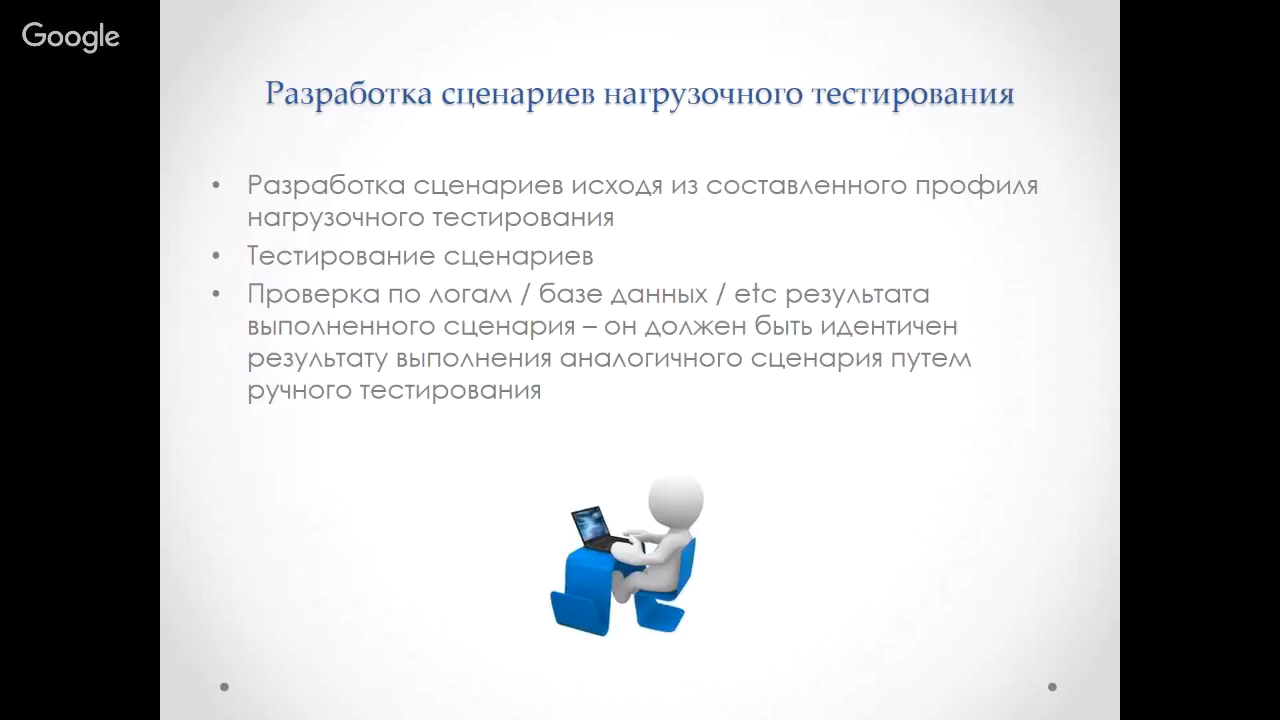 Google
Разработка сценариев нагрузочного тестирования
• Разработка сценариев исходя из составленного профиля
нагрузочного тестирования
• Тестирование сценариев
• Проверка по логам / базе данных / etc результата
выполненного сценария – он должен быть идентичен
результату выполнения аналогичного сценария путем
ручного тестирования